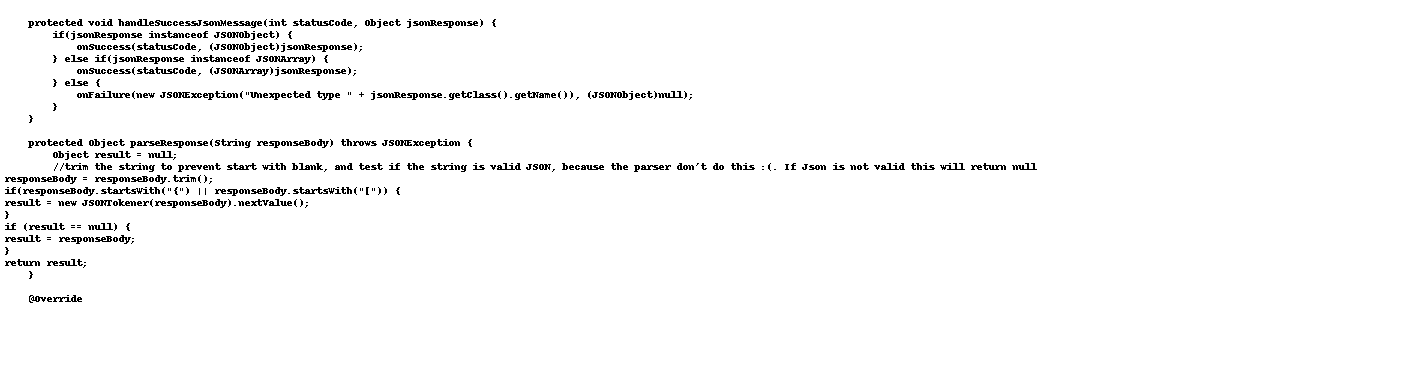 protected void handleSuccessJsonMessage(int statusCode, Object jsonResponse) {
if(jsonResponse instanceof JSONObject) {
onSuccess(statusCode, (JSONObject)jsonResponse);
} else if(jsonResponse instanceof JSONArray) {
onSuccess(statusCode, (JSONArray)jsonResponse);
} else {
onFailure(new JSONException("Unexpected type " + jsonResponse.getClass().getName()), (JSONObject)null);
}
}
protected Object parseResponse(String responseBody) throws JSONException {
Object result = null;
//trim the string to prevent start with blank, and test if the string is valid JSON, because the parser don't do this :(. If Json is not valid this will return null
responseBody = responseBody.trim();
if(responseBody.startsWith("{") || responseBody.startsWith("[")) {
result = new JSONTokener(responseBody).nextValue();
}
if (result == null) {
result = responseBody;
}
return result;
}
@Override